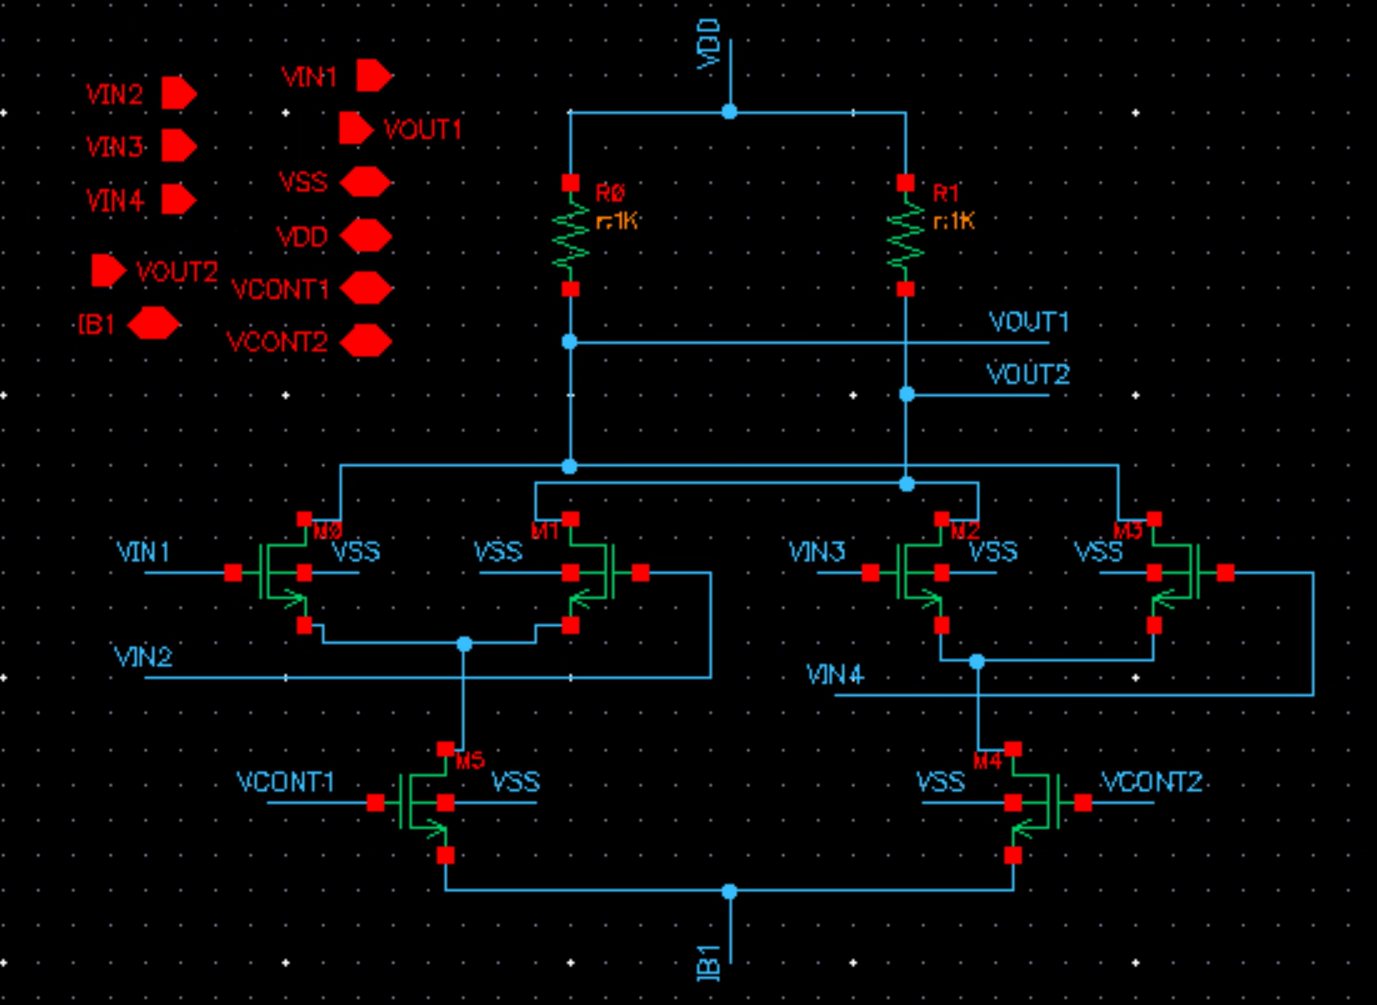 VDD
VIN1
VIN2
VOUT1
VIN3
VSS
VIN4
R0
R1
r:1K
r:1K
VDD
VOUT2
VCONT1
IB1
VCONT2
VOUT1
VOUT2
M0
M1
M2
M3
VIN1
VSS
VSS
VIN3
VSS
VSS
VIN2
VIN4
M5
M4
VCONT1
VSS
VSS
VCONT2
IB1